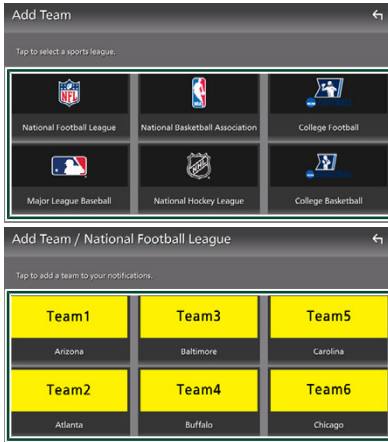 Add Team
Tap to select a sports league.
NFL
National Football League
National Basketball Association
College Football
Major League Baseball
National Hockey League
College Basketball
Add Team / National Football League
Tap to add a team to your notifications.
Team1
Team3
Team5
Arizona
Baltimore
Carolina
Team2
Team4
Team6
Atlanta
Buffalo
Chicago